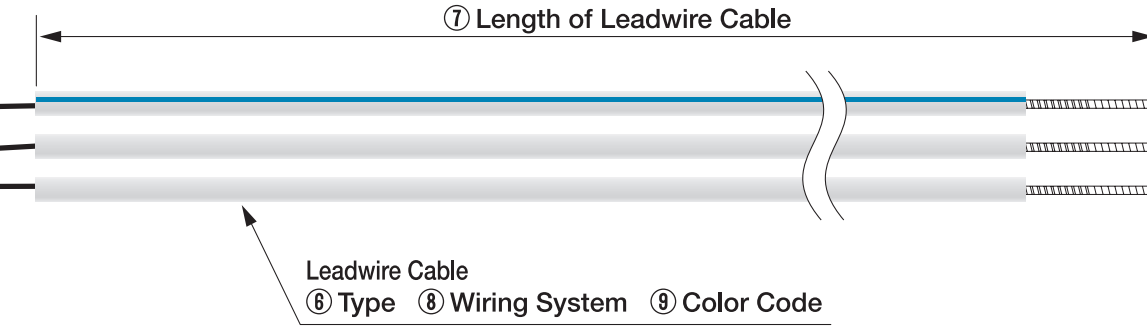 ⑦ Length of Leadwire Cable
Leadwire Cable
⑥ Type ⑧ Wiring System ⑨ Color Code